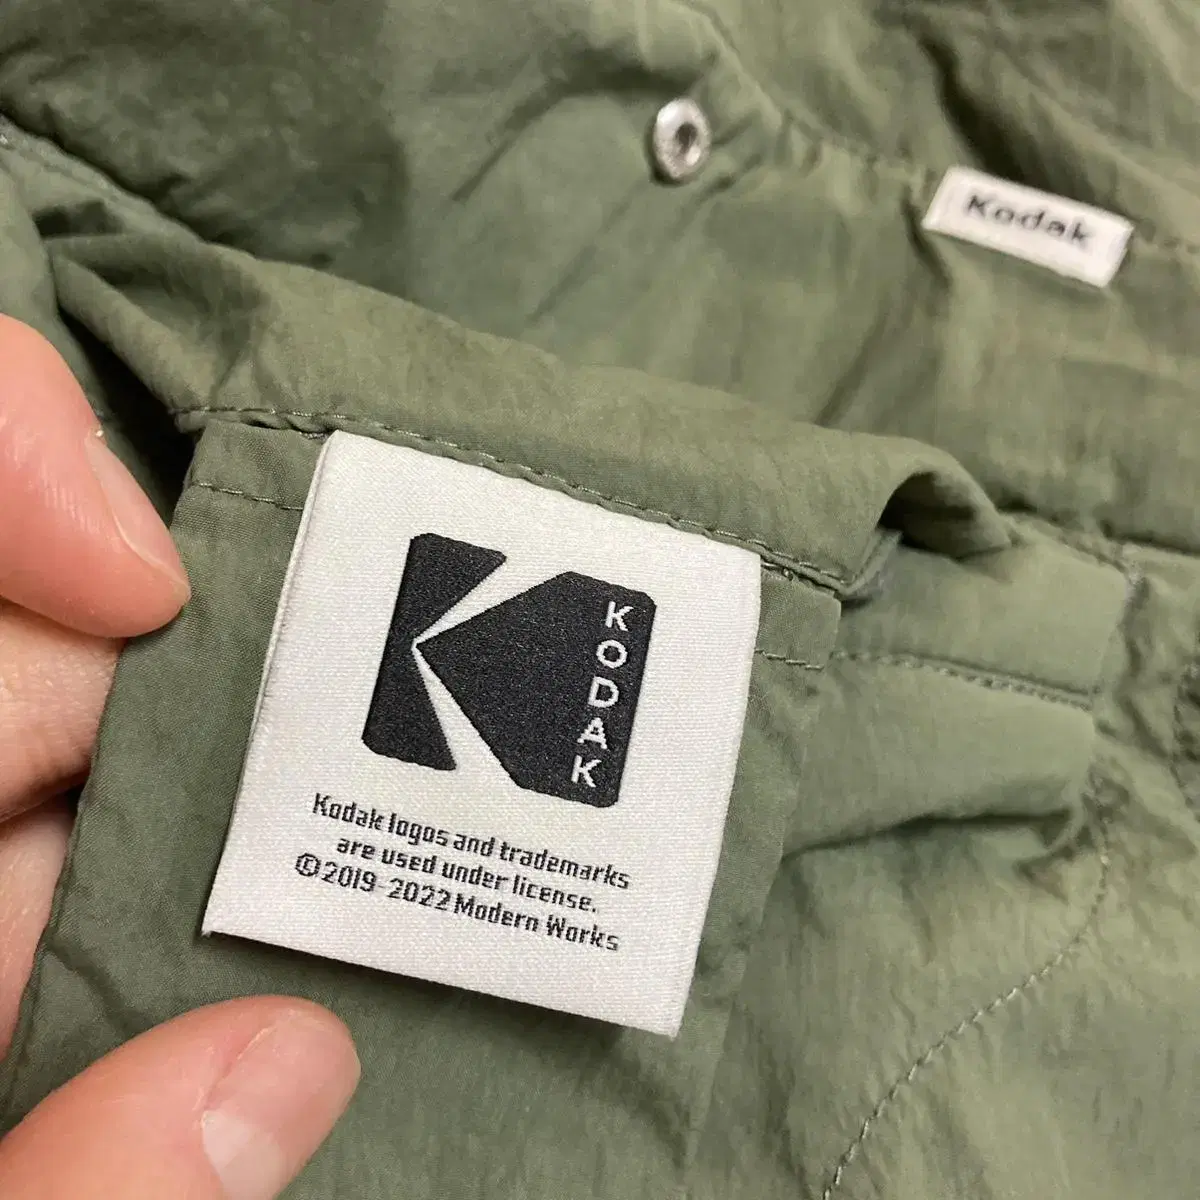 Kodak
KODAK
Kodak logos and trademarks
are used under license.
©2019-2022 Modern Works